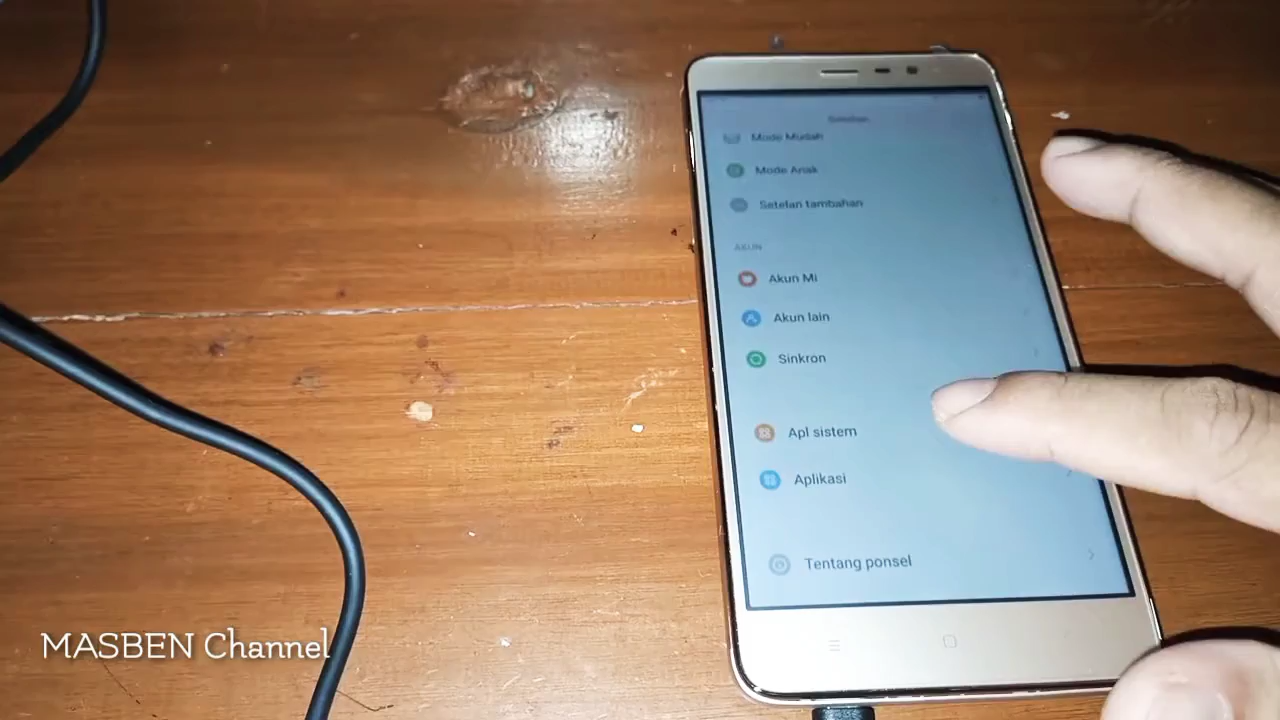 Setelan
Mode Mudah
Mode Anak
Setelan tambahan
AKUN
Akun Mi
Akun lain
Sinkron
Apl sistem
Aplikasi
Tentang ponsel
MASBEN Channel